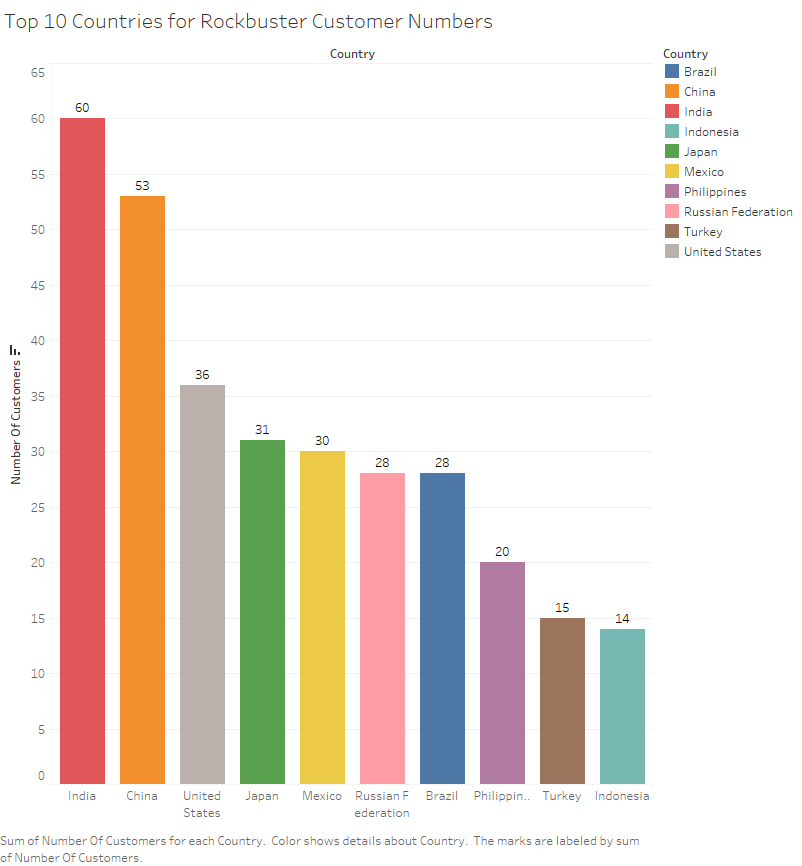 Top 10 Countries for Rockbuster Customer Numbers
Country
Country
Brazil
China
India
Indonesia
Japan
Mexico
Philippines
Russian Federation
Turkey
United States
Number Of Customers
65
60
55
50
45
40
35
30
25
20
15
10
5
0
60
53
36
31
30
28
28
20
15
14
India
China
United
States
Japan
Mexico
Russian F
ederation
Brazil
Philippin..
Turkey
Indonesia
Sum of Number Of Customers for each Country. Color shows details about Country. The marks are labeled by sum
of Number Of Customers.